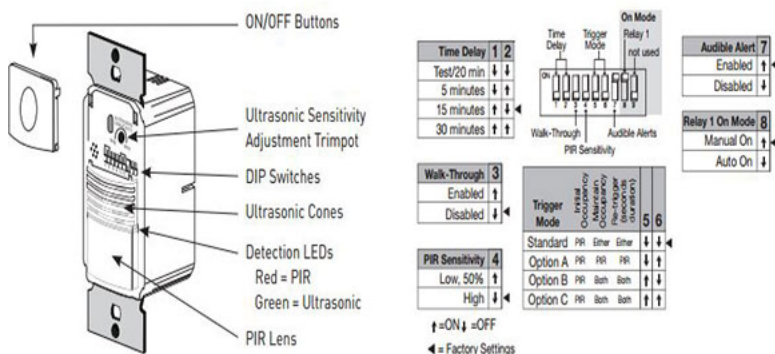 ON/OFF Buttons
Ultrasonic Sensitivity
Adjustment Trimpot
DIP Switches
Ultrasonic Cones
Detection LEDs
Red = PIR
Green = Ultrasonic
PIR Lens
Time Delay 1 2
Test/20 min ↓ ↓
5 minutes ↓ ↑
15 minutes ↑ ↓ ◄
30 minutes ↑ ↑
Walk-Through 3
Enabled ↑
Disabled ↓ ◄
PIR Sensitivity 4
Low, 50% ↑
High ↓ ◄
↑=ON ↓=OFF
◄ = Factory Settings
On Mode
Time
Delay
Trigger
Mode
Relay 1
not used
ON
1 2 3 4 5 6 7 8 9
Walk-Through
Audible Alerts
PIR Sensitivity
Trigger
Mode
Initial
Occupancy
Maintain
Occupancy
Re-trigger
(seconds
duration)
5 6
Standard PIR Either Either ↓ ↓ ◄
Option A PIR PIR PIR ↓ ↑
Option B PIR Both Both ↑ ↓
Option C PIR Both Both ↑ ↑
Audible Alert 7
Enabled ↑ ◄
Disabled ↓
Relay 1 On Mode 8
Manual On ↑ ◄
Auto On ↓